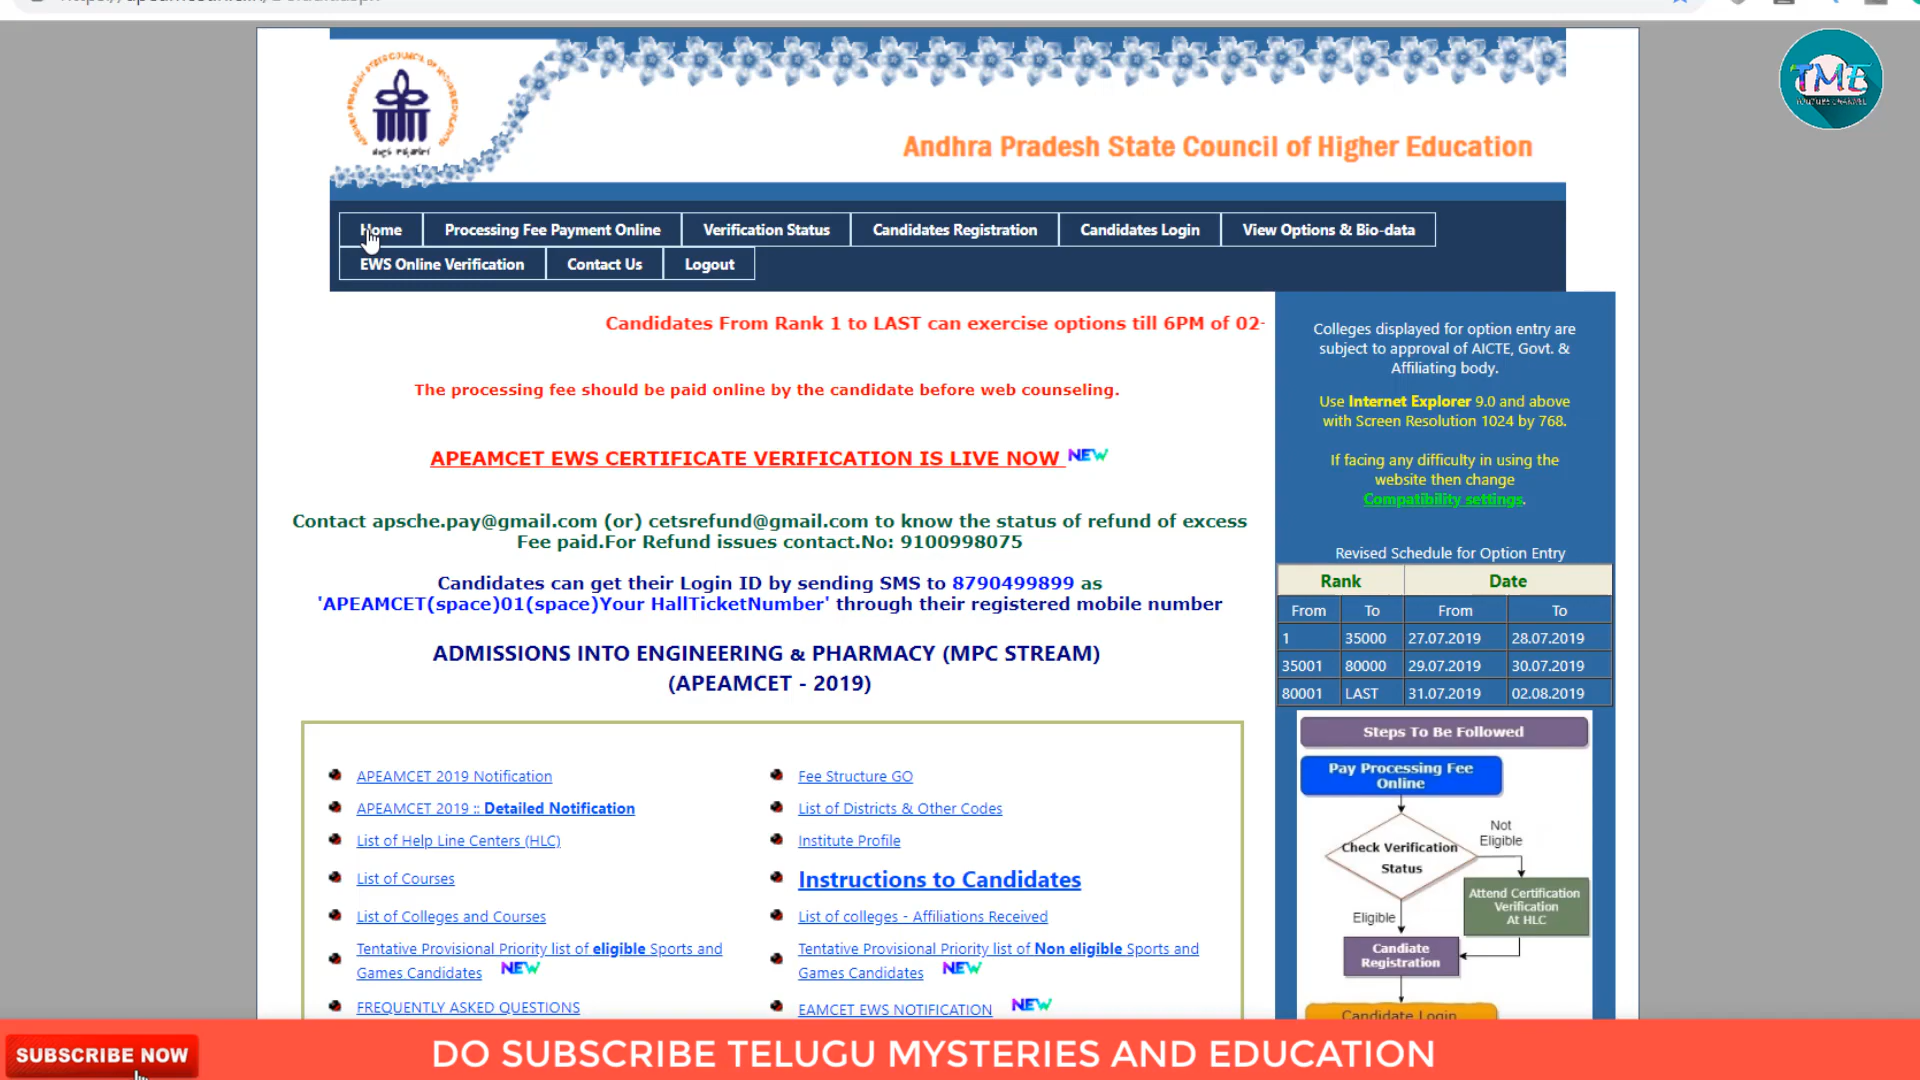 TME
YOUTUBE CHANNEL
Andhra Pradesh State Council of Higher Education
Home
Processing Fee Payment Online
Verification Status
Candidates Registration
Candidates Login
View Options & Bio-data
EWS Online Verification
Contact Us
Logout
Candidates From Rank 1 to LAST can exercise options till 6PM of 02-
The processing fee should be paid online by the candidate before web counseling.
APEAMCET EWS CERTIFICATE VERIFICATION IS LIVE NOW NEW
Contact apsche.pay@gmail.com (or) cetsrefund@gmail.com to know the status of refund of excess
Fee paid.For Refund issues contact.No: 9100998075
Candidates can get their Login ID by sending SMS to 8790499899 as
'APEAMCET(space)01(space)Your HallTicketNumber' through their registered mobile number
ADMISSIONS INTO ENGINEERING & PHARMACY (MPC STREAM)
(APEAMCET - 2019)
APEAMCET 2019 Notification
APEAMCET 2019 :: Detailed Notification
List of Help Line Centers (HLC)
List of Courses
List of Colleges and Courses
Tentative Provisional Priority list of eligible Sports and
Games Candidates NEW
FREQUENTLY ASKED QUESTIONS
Fee Structure GO
List of Districts & Other Codes
Institute Profile
Instructions to Candidates
List of colleges - Affiliations Received
Tentative Provisional Priority list of Non eligible Sports and
Games Candidates NEW
EAMCET EWS NOTIFICATION NEW
Colleges displayed for option entry are
subject to approval of AICTE, Govt. &
Affiliating body.
Use Internet Explorer 9.0 and above
with Screen Resolution 1024 by 768.
If facing any difficulty in using the
website then change
Compatibility settings.
Revised Schedule for Option Entry
Rank Date
From To From To
1 35000 27.07.2019 28.07.2019
35001 80000 29.07.2019 30.07.2019
80001 LAST 31.07.2019 02.08.2019
Steps To Be Followed
Pay Processing Fee
Online
Check Verification
Status
Not
Eligible
Attend Certification
Verification
At HLC
Eligible
Candiate
Registration
Candidate Login
SUBSCRIBE NOW
DO SUBSCRIBE TELUGU MYSTERIES AND EDUCATION